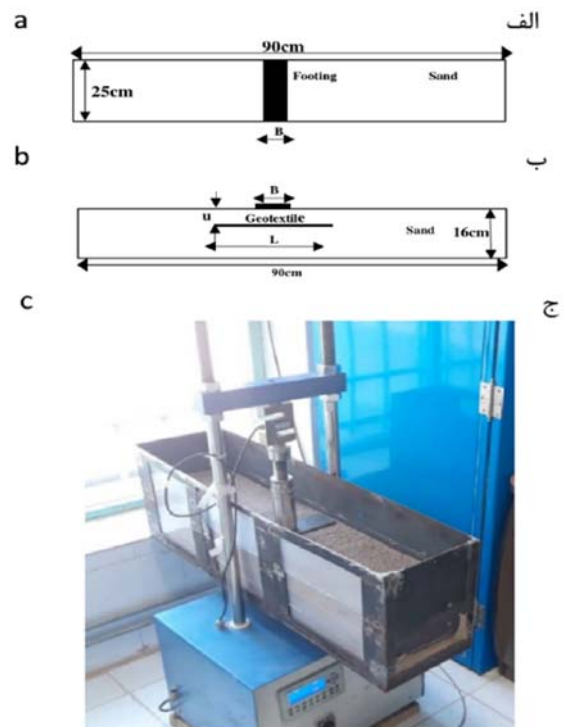 a
الف
90cm
25cm
Footing
Sand
B
b
ب
B
u
Geotextile
L
Sand
16cm
90cm
c
ج